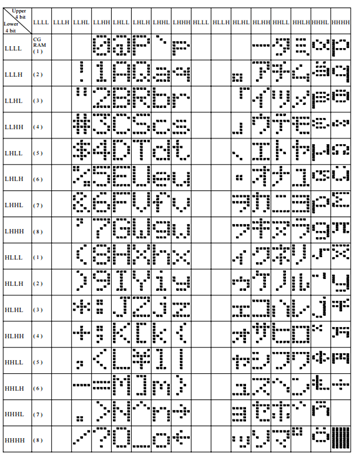 Upper 4 bit
Lower 4 bit
LLLL LLLH LLHL LLHH LHLL LHLH LHHL LHHH HLLL HLLH HLHL HLHH HHLL HHLH HHHL HHHH
LLLL CG RAM (1) 0 @ P ` p ー タ ミ α p
LLLH (2) ! 1 A Q a q 。 ア チ ム ä q
LLHL (3) " 2 B R b r 「 イ ツ メ β θ
LLHH (4) # 3 C S c s 」 ウ テ モ ε ∞
LHLL (5) $ 4 D T d t 、 エ ト ヤ μ Ω
LHLH (6) % 5 E U e u ・ オ ナ ユ σ ü
LHHL (7) & 6 F V f v ヲ カ ニ ヨ ρ Σ
LHHH (8) ' 7 G W g w ァ キ ヌ ラ g π
HLLL (1) ( 8 H X h x ィ ク ネ リ √ x̄
HLLH (2) ) 9 I Y i y ゥ ケ ノ ル ⁻¹ y
HLHL (3) * : J Z j z ェ コ ハ レ j 千
HLHH (4) + ; K [ k { ォ サ ヒ ロ ˣ 万
HHLL (5) , < L ¥ l | ャ シ フ ワ ¢ 円
HHLH (6) - = M ] m } ュ ス ヘ ン £ ÷
HHHL (7) . > N ^ n → ョ セ ホ ゛ ñ
HHHH (8) / ? O _ o ← ッ ソ マ ゜ ö █